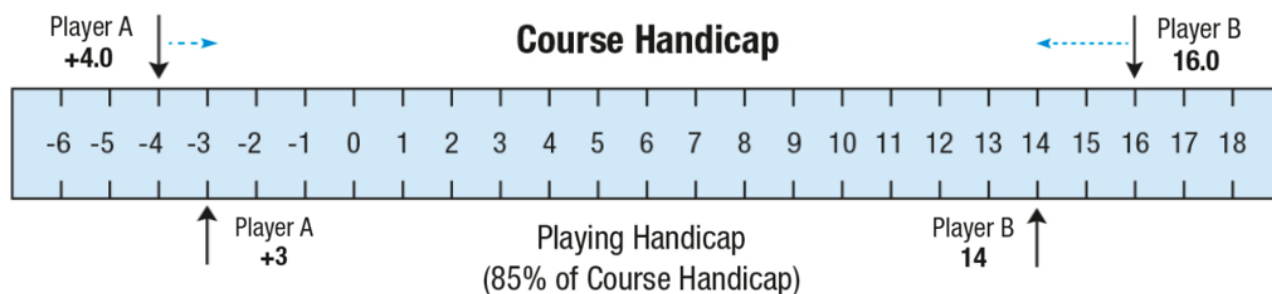 Player A
+4.0
Course Handicap
Player B
16.0
-6 -5 -4 -3 -2 -1 0 1 2 3 4 5 6 7 8 9 10 11 12 13 14 15 16 17 18
Player A
+3
Playing Handicap
(85% of Course Handicap)
Player B
14